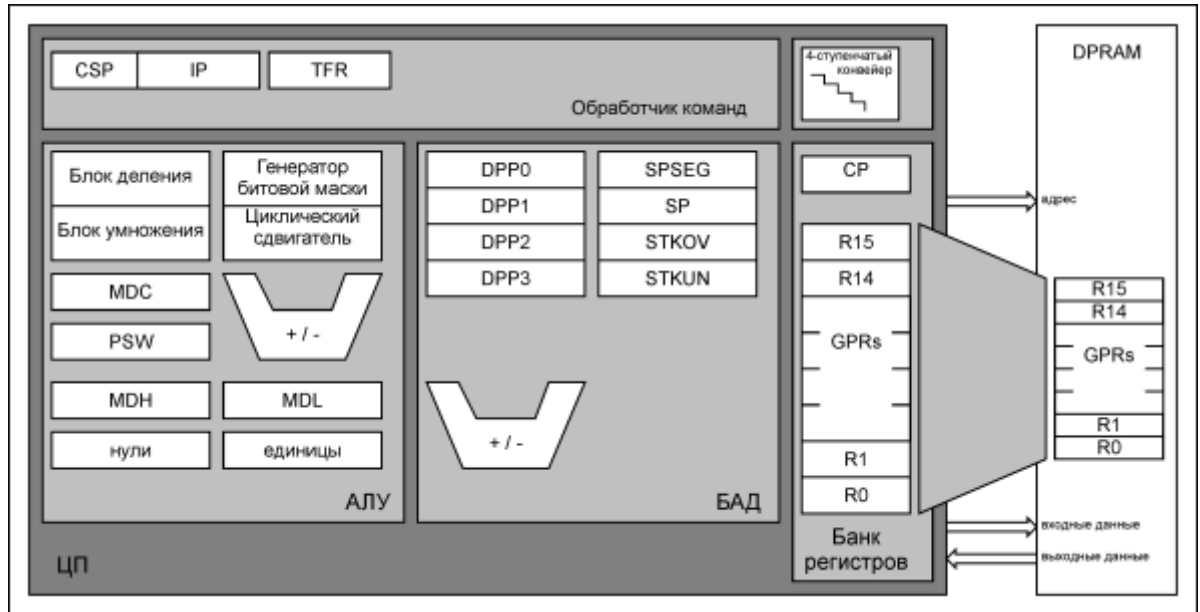 CSP IP TFR
Обработчик команд
4-ступенчатый
конвейер
DPRAM
Блок деления
Блок умножения
Генератор
битовой маски
Циклический
сдвигатель
MDC
PSW
+ / -
MDH
MDL
нули
единицы
АЛУ
DPP0
DPP1
DPP2
DPP3
SPSEG
SP
STKOV
STKUN
+ / -
БАД
CP
R15
R14
GPRs
R1
R0
Банк
регистров
ЦП
адрес
R15
R14
GPRs
R1
R0
входные данные
выходные данные